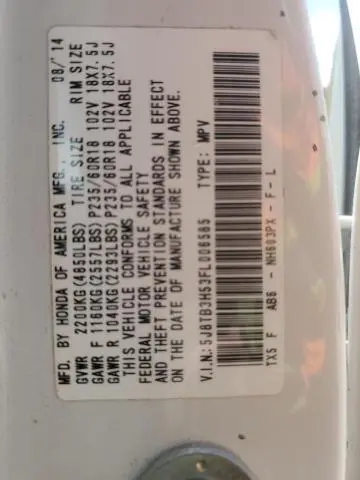 MFD. BY HONDA OF AMERICA MFG., INC. 08/14
GVWR 2200KG(4850LBS) TIRE SIZE RIM SIZE
GAWR F 1160KG(2557LBS) P235/60R18 102V 18X7.5J
GAWR R 1040KG(2293LBS) P235/60R18 102V 18X7.5J
THIS VEHICLE CONFORMS TO ALL APPLICABLE
FEDERAL MOTOR VEHICLE SAFETY
AND THEFT PREVENTION STANDARDS IN EFFECT
ON THE DATE OF MANUFACTURE SHOWN ABOVE.
V.I.N.: 5J8TB3H53FL006585 TYPE: MPV
TX5 F AB6 - NH603PX - F - L